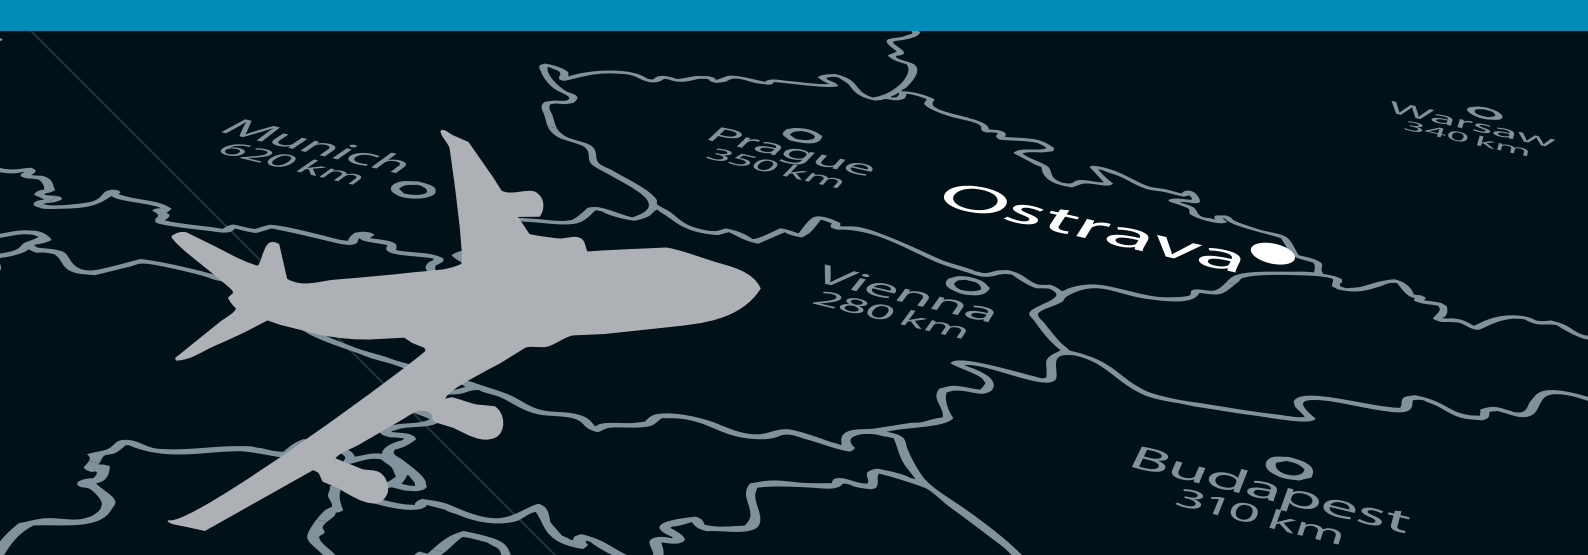 Munich
620 km
Prague
350 km
Warsaw
340 km
Ostrava
Vienna
280 km
Budapest
310 km